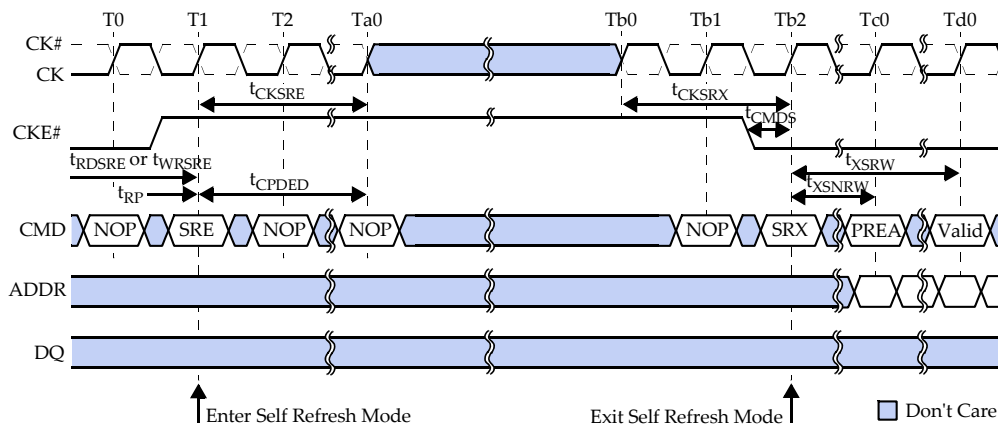 T0 T1 T2 Ta0 Tb0 Tb1 Tb2 Tc0 Td0
CK#
CK
tCKSRE tCKSRX
tCMDS
CKE#
tRDSRE or tWRSRE
tXSRW
tRP tCPDED tXSNRW
CMD NOP SRE NOP NOP NOP SRX PREA Valid
ADDR
DQ
Enter Self Refresh Mode Exit Self Refresh Mode Don't Care